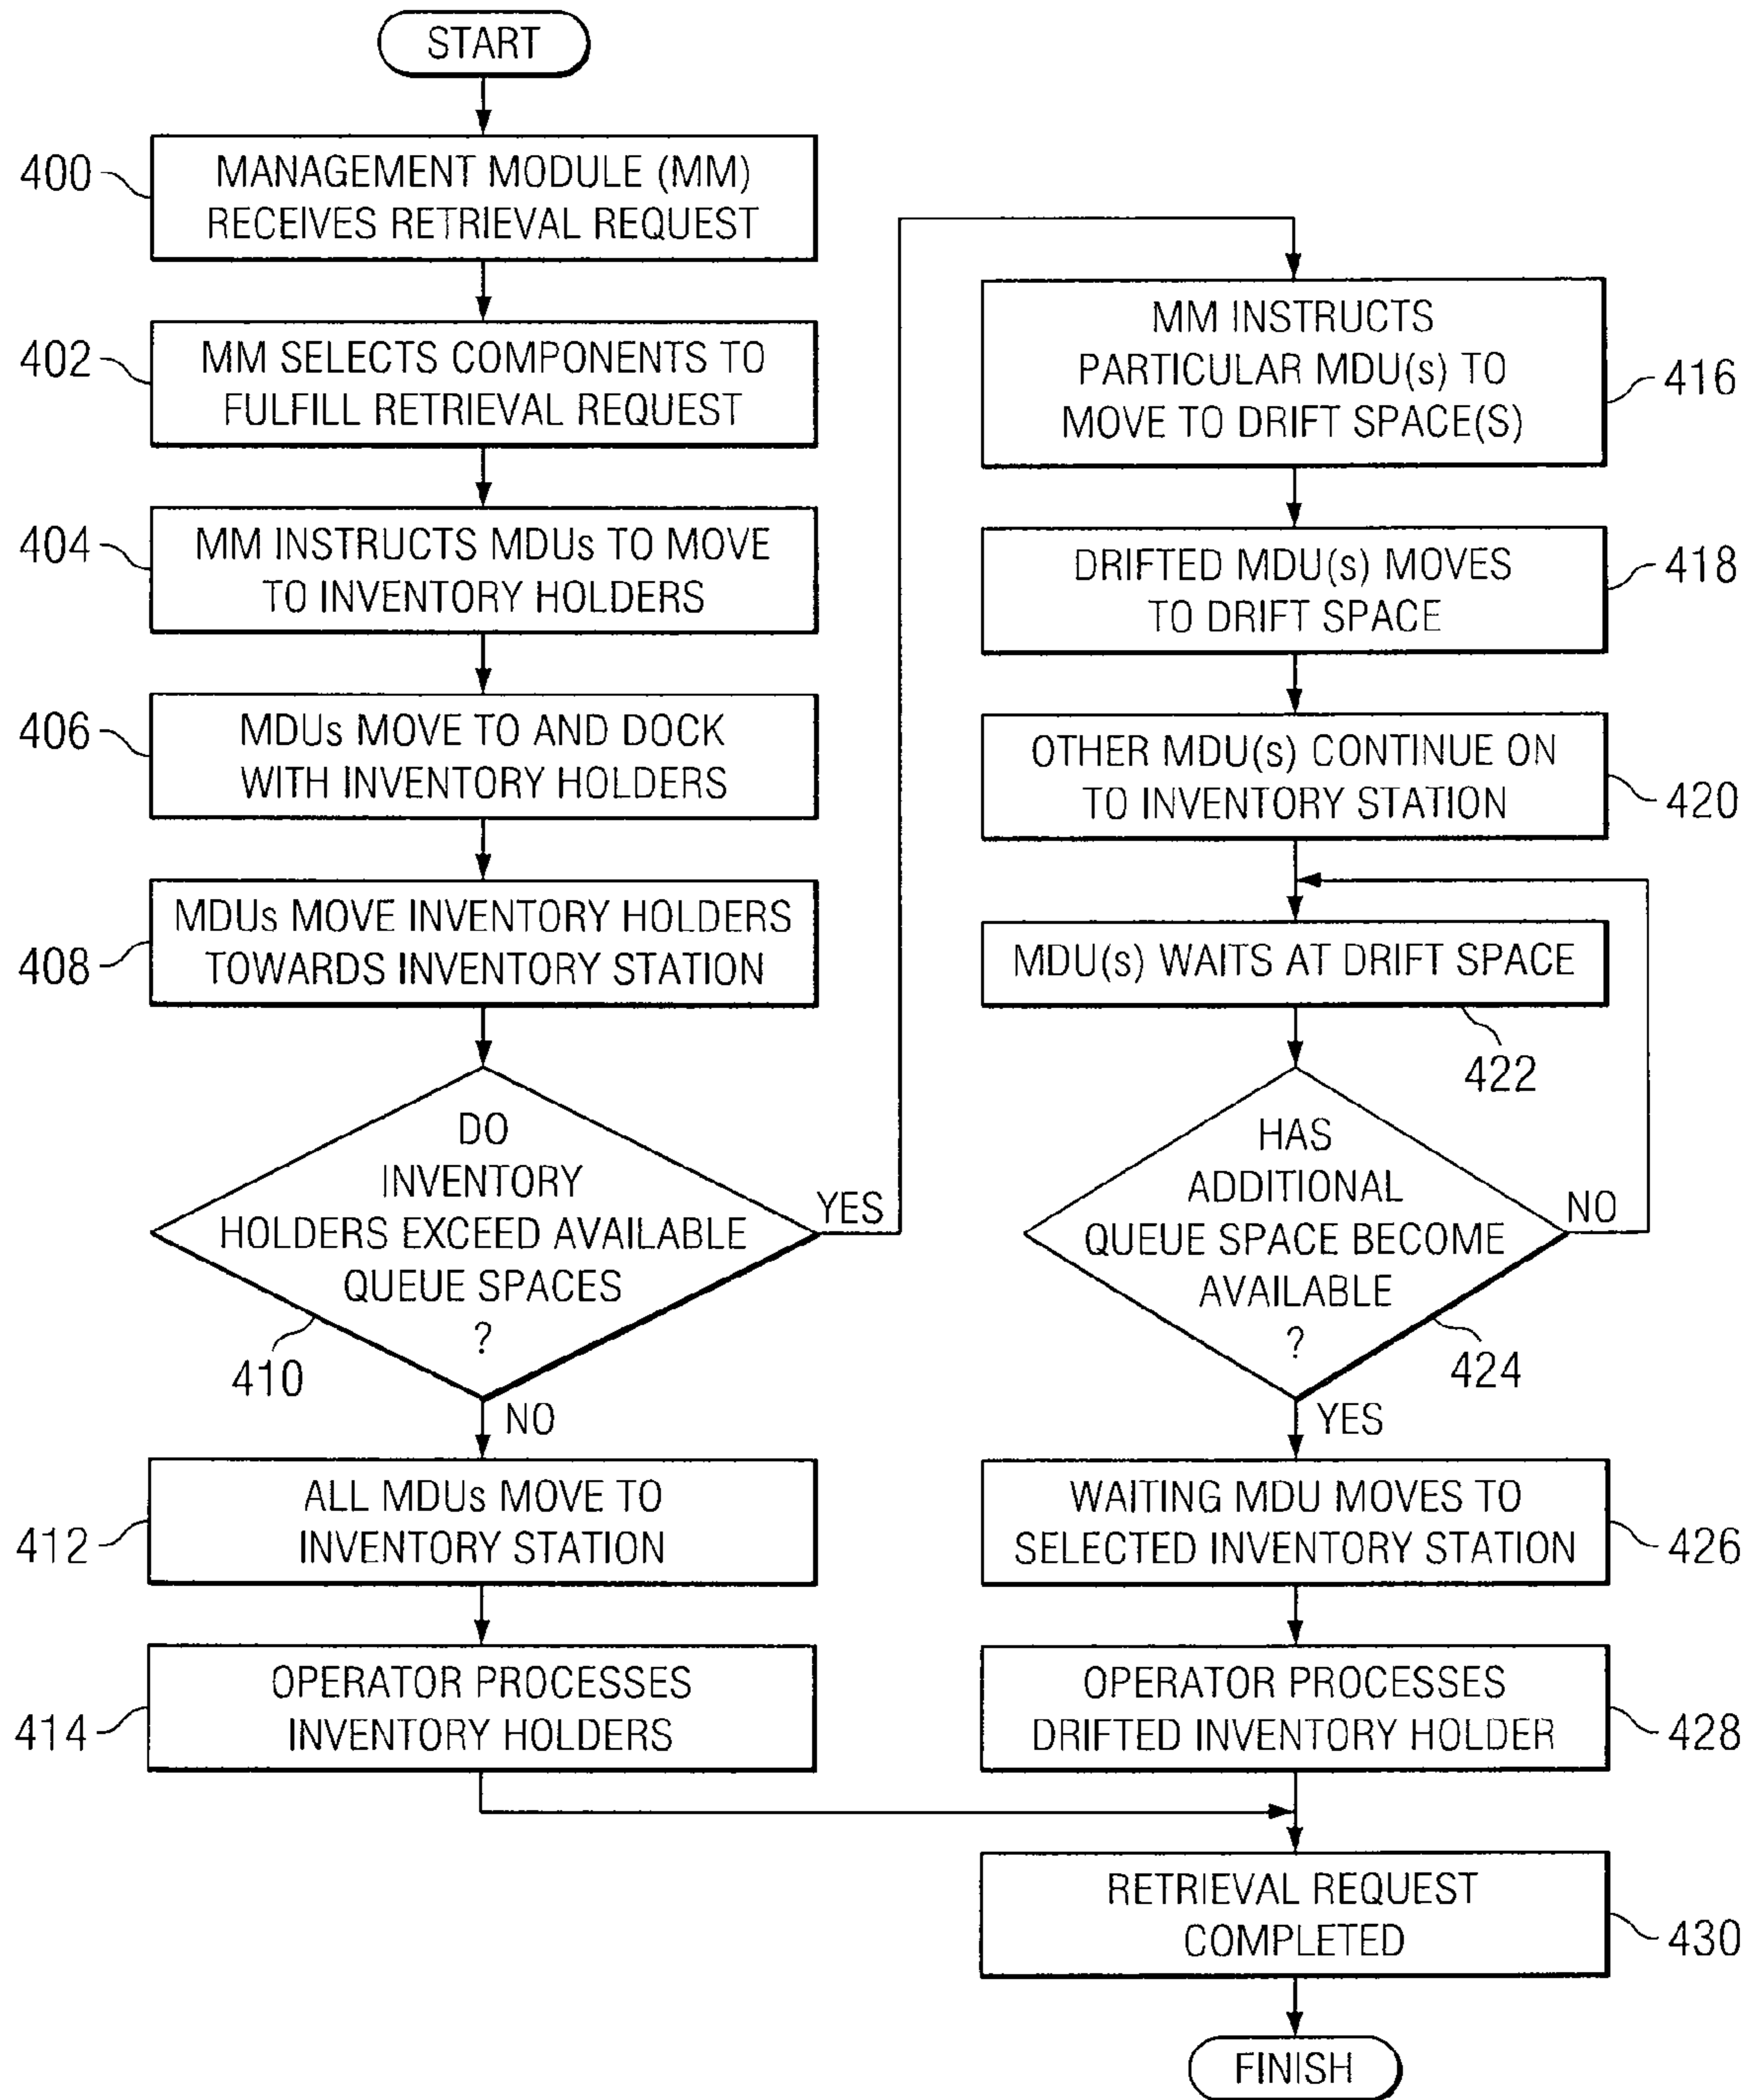 START
400
MANAGEMENT MODULE (MM)
RECEIVES RETRIEVAL REQUEST
402
MM SELECTS COMPONENTS TO
FULFILL RETRIEVAL REQUEST
404
MM INSTRUCTS MDUs TO MOVE
TO INVENTORY HOLDERS
406
MDUs MOVE TO AND DOCK
WITH INVENTORY HOLDERS
408
MDUs MOVE INVENTORY HOLDERS
TOWARDS INVENTORY STATION
DO
INVENTORY
HOLDERS EXCEED AVAILABLE
QUEUE SPACES
?
410
YES
NO
412
ALL MDUs MOVE TO
INVENTORY STATION
414
OPERATOR PROCESSES
INVENTORY HOLDERS
MM INSTRUCTS
PARTICULAR MDU(s) TO
MOVE TO DRIFT SPACE(S)
416
DRIFTED MDU(s) MOVES
TO DRIFT SPACE
418
OTHER MDU(s) CONTINUE ON
TO INVENTORY STATION
420
MDU(s) WAITS AT DRIFT SPACE
422
HAS
ADDITIONAL
QUEUE SPACE BECOME
AVAILABLE
?
424
NO
YES
WAITING MDU MOVES TO
SELECTED INVENTORY STATION
426
OPERATOR PROCESSES
DRIFTED INVENTORY HOLDER
428
RETRIEVAL REQUEST
COMPLETED
430
FINISH